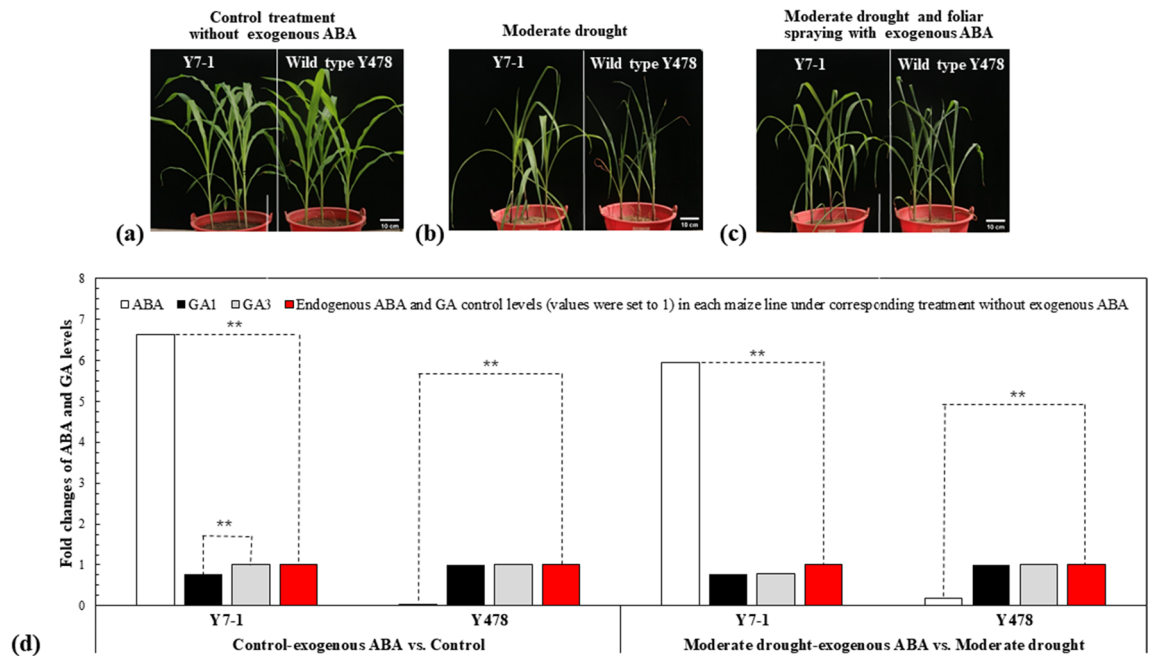 Control treatment
without exogenous ABA
Y7-1
Wild type Y478
10 cm
(a)
Moderate drought
Y7-1
Wild type Y478
10 cm
(b)
Moderate drought and foliar
spraying with exogenous ABA
Y7-1
Wild type Y478
10 cm
(c)
Fold changes of ABA and GA levels
8
7
6
5
4
3
2
1
0
ABA GA1 GA3 Endogenous ABA and GA control levels (values were set to 1) in each maize line under corresponding treatment without exogenous ABA
** ** ** ** **
Y7-1 Y478 Y7-1 Y478
Control-exogenous ABA vs. Control Moderate drought-exogenous ABA vs. Moderate drought
(d)